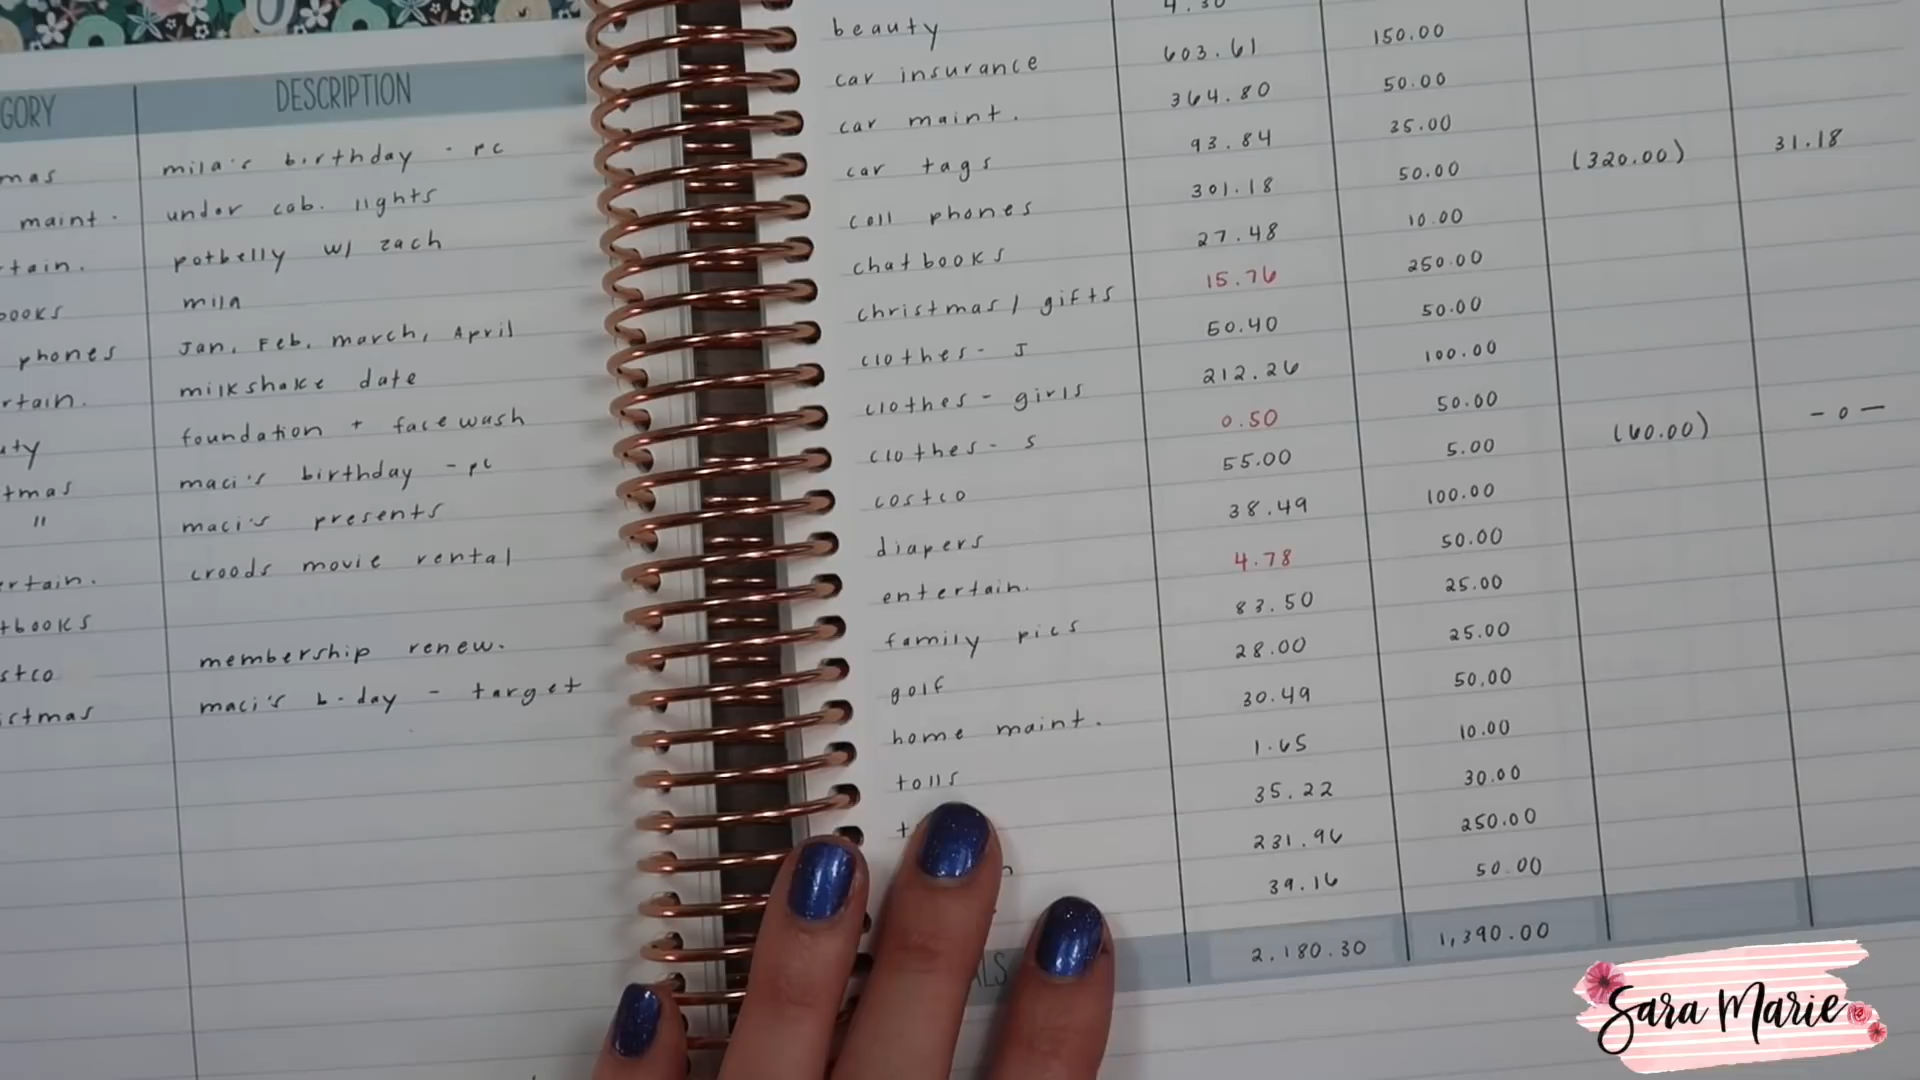 GORY DESCRIPTION
mas mila's birthday - pc
maint. under cab. lights
tain. potbelly w/ zach
ooks mila
phones Jan, Feb, march, April
rtain. milkshake date
uty foundation + face wash
tmas maci's birthday - pc
" maci's presents
ertain. croods movie rental
tbooks
stco membership renew.
istmas maci's b-day - target
beauty 4.30
car insurance 603.61 150.00
car maint. 364.80 50.00
car tags 93.84 35.00
cell phones 301.18 50.00 (320.00) 31.18
chatbooks 27.48 10.00
christmas/gifts 15.76 250.00
clothes - J 50.40 50.00
clothes - girls 212.26 100.00
clothes - s 0.50 50.00
costco 55.00 5.00 (60.00) -0-
diapers 38.49 100.00
entertain. 4.78 50.00
family pics 83.50 25.00
golf 28.00 25.00
home maint. 30.49 50.00
tolls 1.65 10.00
t 35.22 30.00
231.96 250.00
39.16 50.00
ALS 2,180.30 1,390.00
Sara Marie